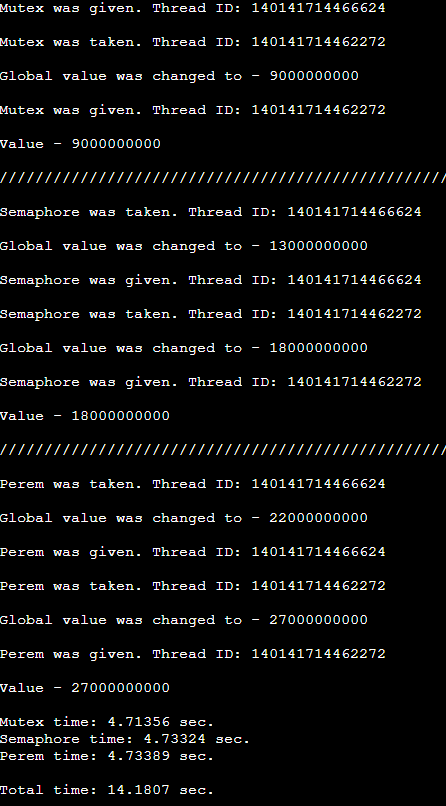 Mutex was given. Thread ID: 140141714466624
Mutex was taken. Thread ID: 140141714462272
Global value was changed to - 9000000000
Mutex was given. Thread ID: 140141714462272
Value - 9000000000
//////////////////////////////////////////////////
Semaphore was taken. Thread ID: 140141714466624
Global value was changed to - 13000000000
Semaphore was given. Thread ID: 140141714466624
Semaphore was taken. Thread ID: 140141714462272
Global value was changed to - 18000000000
Semaphore was given. Thread ID: 140141714462272
Value - 18000000000
//////////////////////////////////////////////////
Perem was taken. Thread ID: 140141714466624
Global value was changed to - 22000000000
Perem was given. Thread ID: 140141714466624
Perem was taken. Thread ID: 140141714462272
Global value was changed to - 27000000000
Perem was given. Thread ID: 140141714462272
Value - 27000000000
Mutex time: 4.71356 sec.
Semaphore time: 4.73324 sec.
Perem time: 4.73389 sec.
Total time: 14.1807 sec.